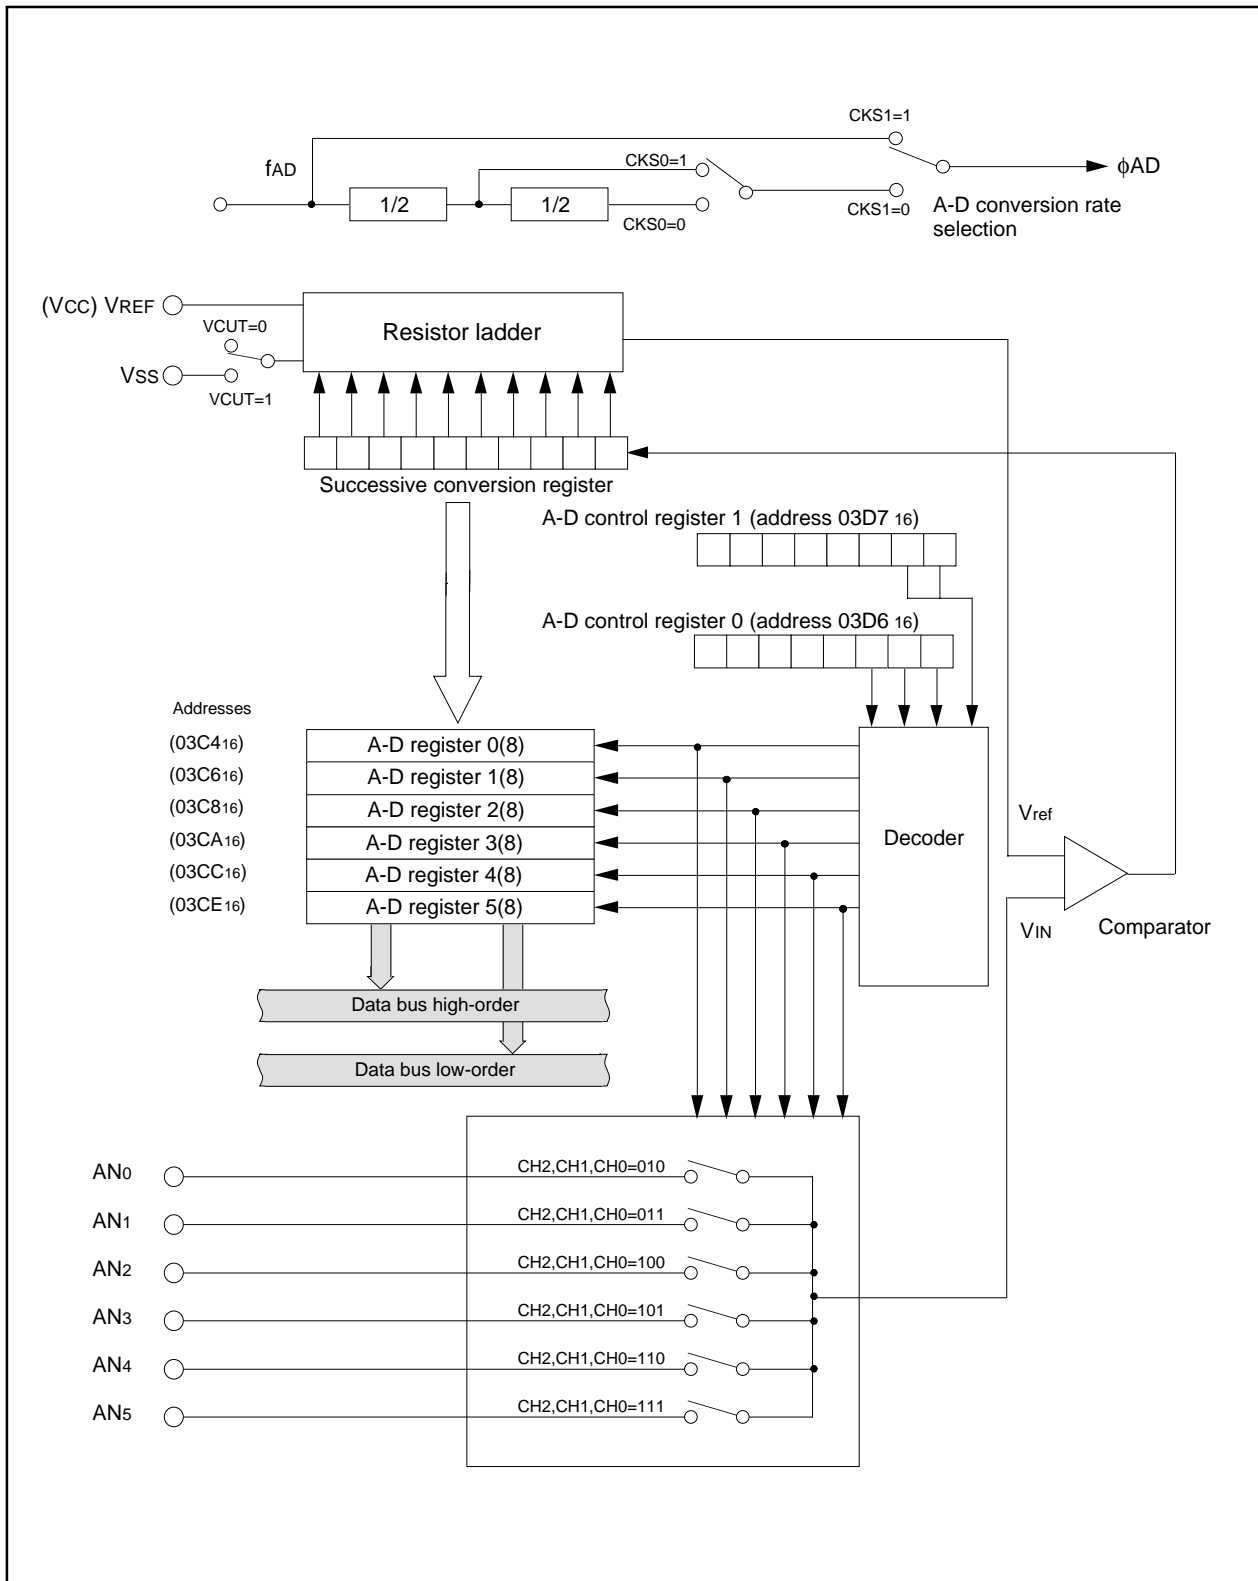 CKS1=1
fAD
CKS0=1
ϕAD
1/2
1/2
CKS0=0
CKS1=0
A-D conversion rate
selection
(VCC) VREF
VCUT=0
Resistor ladder
VSS
VCUT=1
Successive conversion register
A-D control register 1 (address 03D7 16)
A-D control register 0 (address 03D6 16)
Addresses
(03C416)
A-D register 0(8)
(03C616)
A-D register 1(8)
(03C816)
A-D register 2(8)
(03CA16)
A-D register 3(8)
(03CC16)
A-D register 4(8)
(03CE16)
A-D register 5(8)
Decoder
Vref
VIN
Comparator
Data bus high-order
Data bus low-order
AN0
CH2,CH1,CH0=010
AN1
CH2,CH1,CH0=011
AN2
CH2,CH1,CH0=100
AN3
CH2,CH1,CH0=101
AN4
CH2,CH1,CH0=110
AN5
CH2,CH1,CH0=111